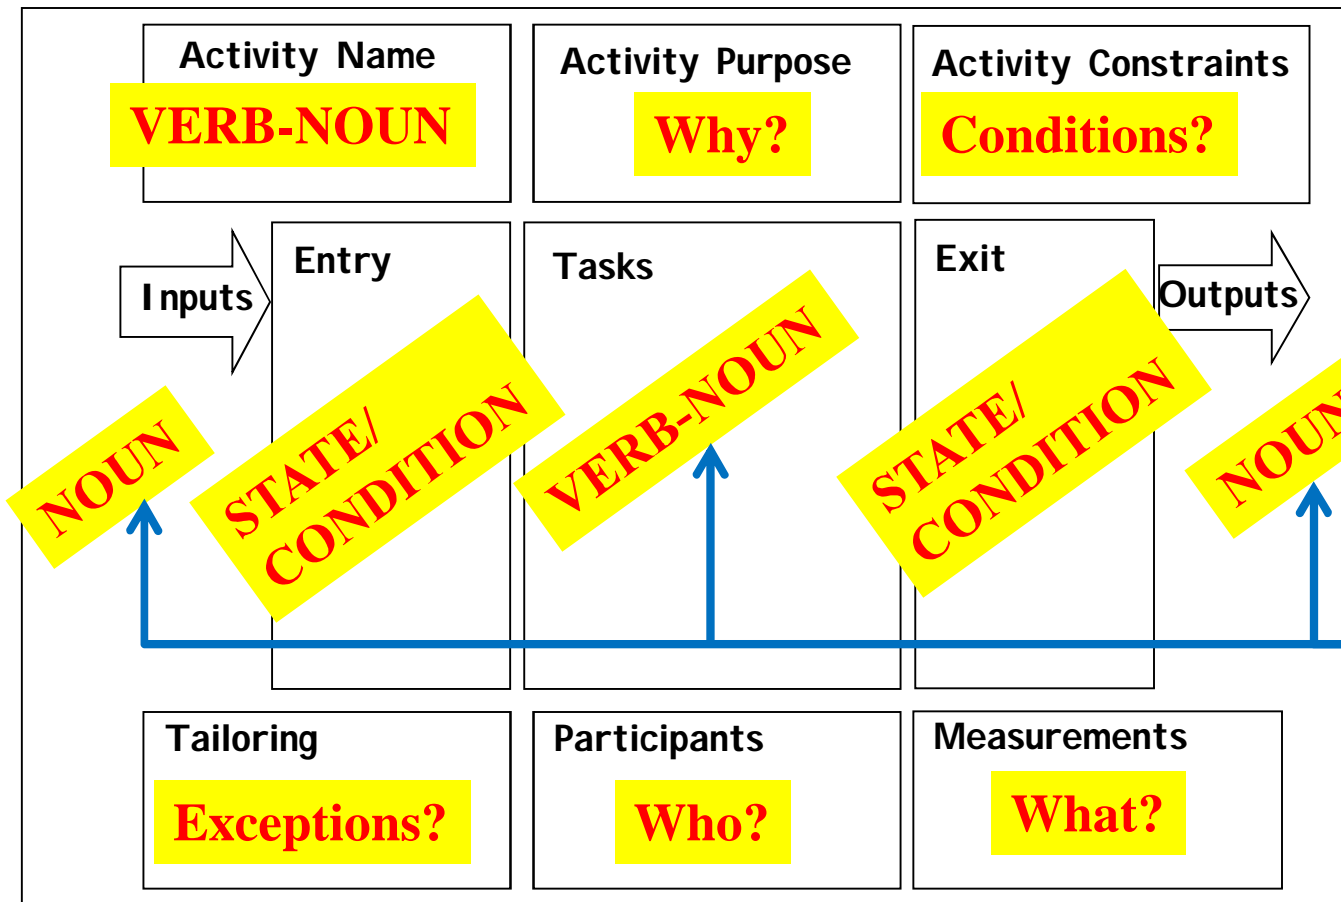 Activity Name
VERB-NOUN
Activity Purpose
Why?
Activity Constraints
Conditions?
Inputs
NOUN
Entry
STATE/
CONDITION
Tasks
VERB-NOUN
Exit
STATE/
CONDITION
Outputs
NOUN
Tailoring
Exceptions?
Participants
Who?
Measurements
What?